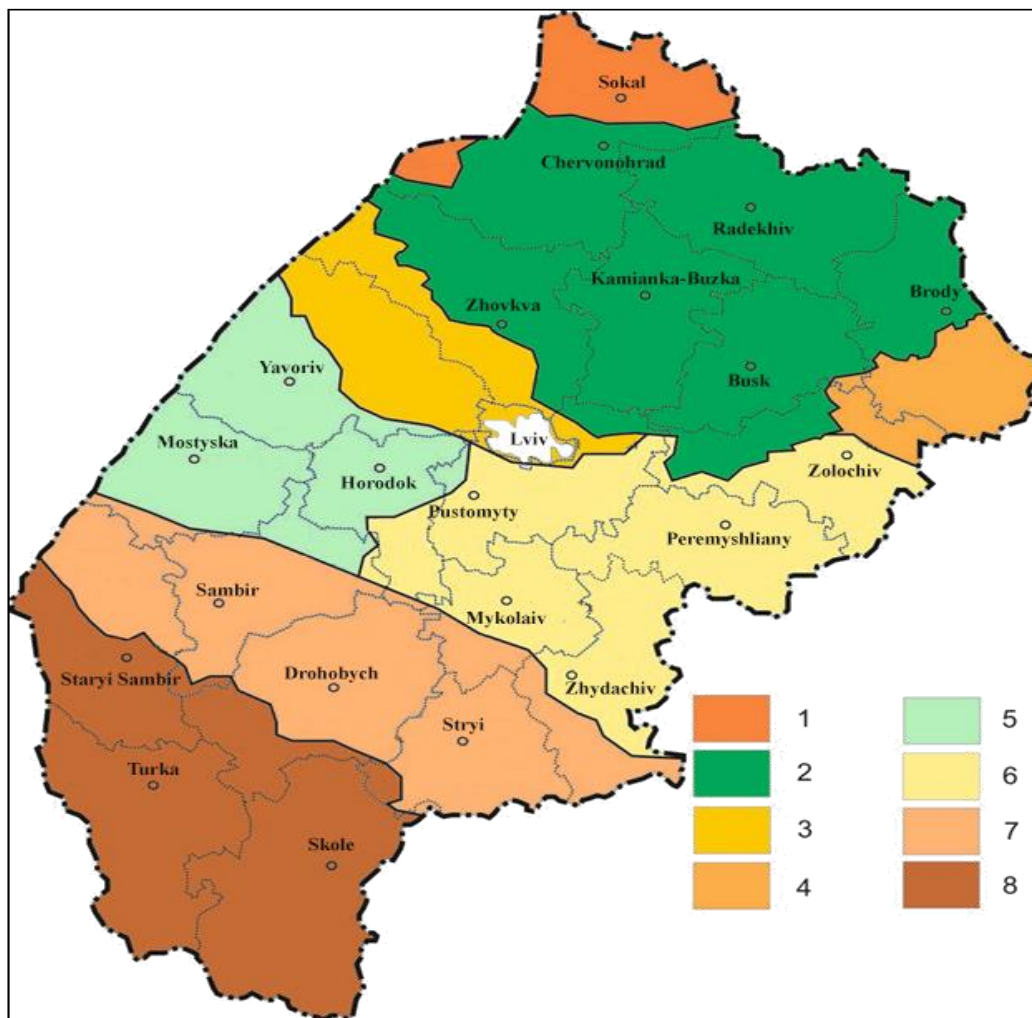 Sokal
Chervonohrad
Radekhiv
Kamianka-Buzka
Brody
Zhovkva
Busk
Yavoriv
Lviv
Mostyska
Horodok
Zolochiv
Pustomyty
Peremyshliany
Sambir
Mykolaiv
Drohobych
Zhydachiv
Staryi Sambir
Stryi
Turka
Skole
1
2
3
4
5
6
7
8